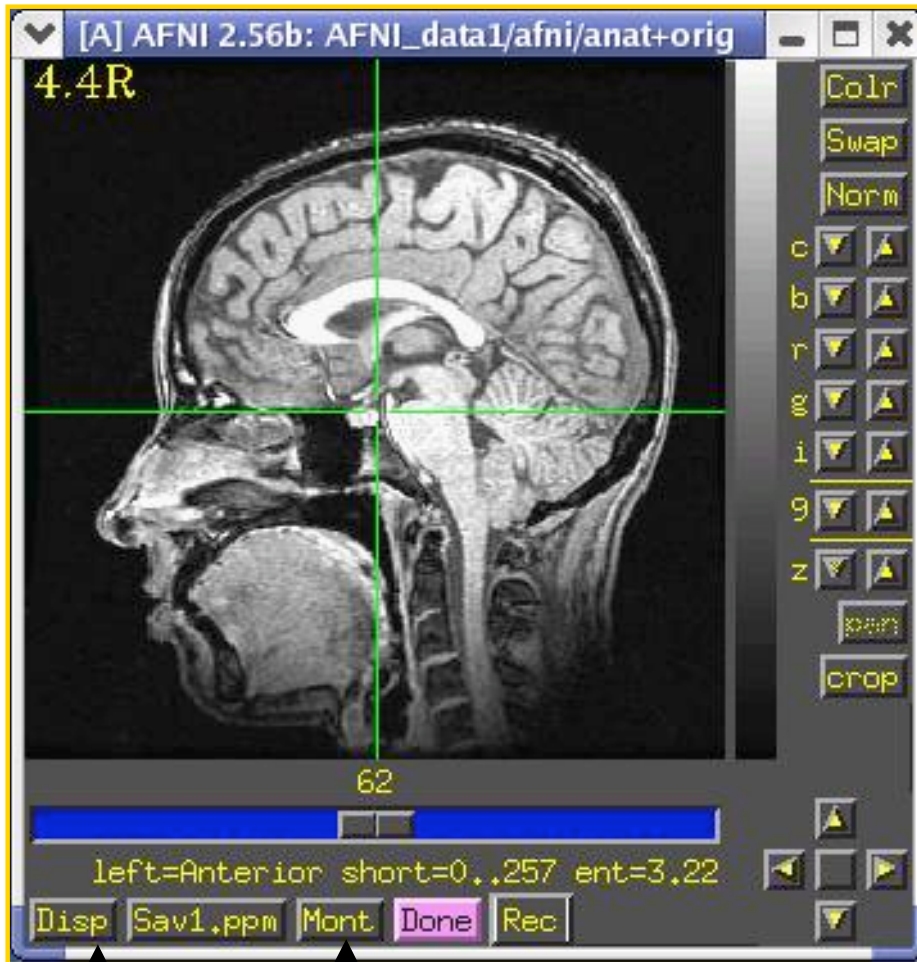 [A] AFNI 2.56b: AFNI_data1/afni/anat+orig
4.4R
Colr
Swap
Norm
c
b
r
g
i
9
z
pan
crop
62
left=Anterior short=0..257 ent=3.22
Disp Sav1.ppm Mont Done Rec